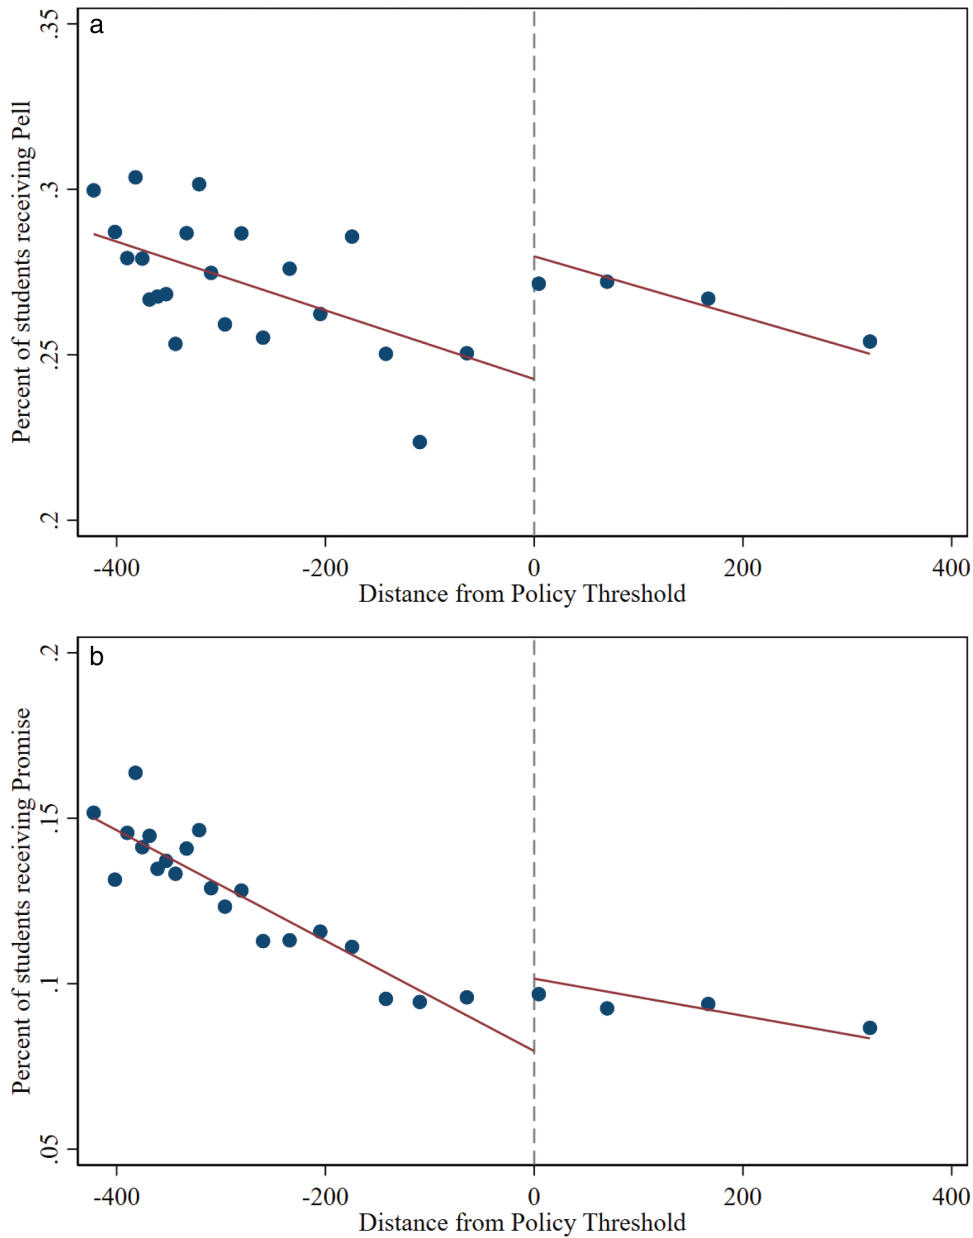 a
Percent of students receiving Pell
.35
.3
.25
.2
-400 -200 0 200 400
Distance from Policy Threshold
b
Percent of students receiving Promise
.2
.15
.1
.05
-400 -200 0 200 400
Distance from Policy Threshold